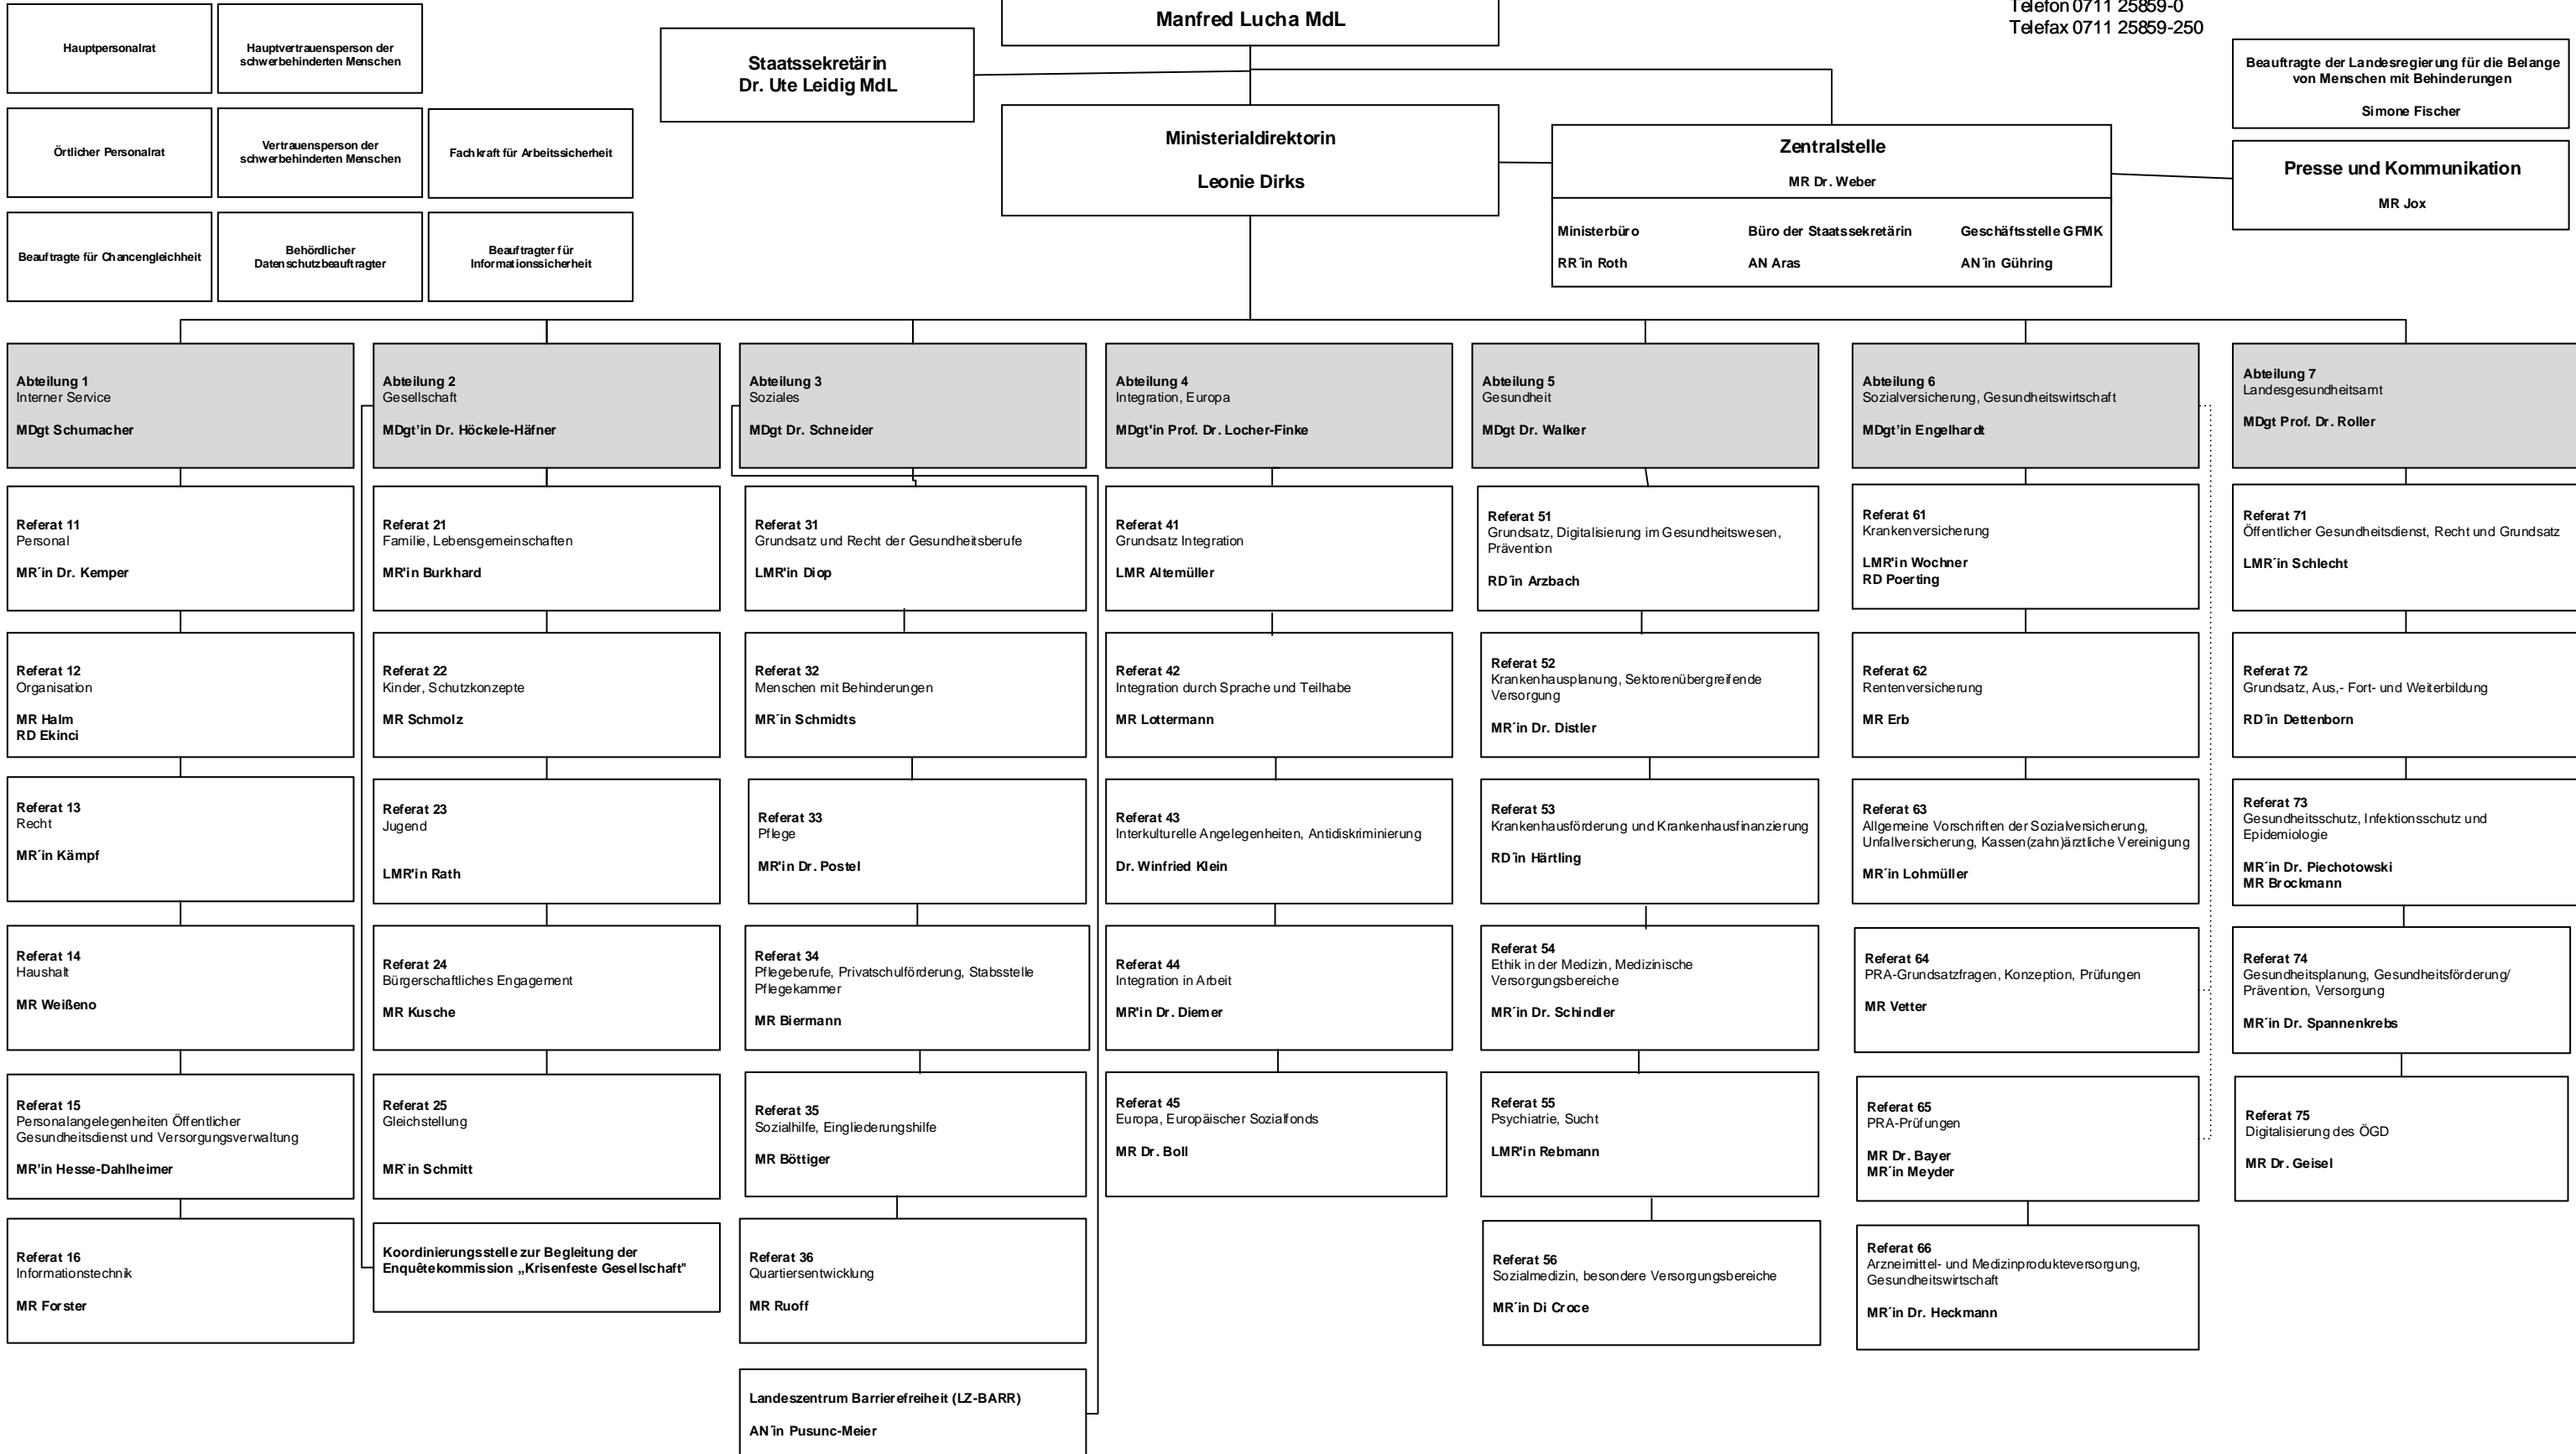 Manfred Lucha MdL
Telefon 0711 25859-0
Telefax 0711 25859-250
Hauptpersonalrat
Hauptvertrauensperson der
schwerbehinderten Menschen
Staatssekretärin
Dr. Ute Leidig MdL
Beauftragte der Landesregierung für die Belange
von Menschen mit Behinderungen
Simone Fischer
Örtlicher Personalrat
Vertrauensperson der
schwerbehinderten Menschen
Fachkraft für Arbeitssicherheit
Ministerialdirektorin
Leonie Dirks
Zentralstelle
MR Dr. Weber
Ministerbüro
RR´in Roth
Büro der Staatssekretärin
AN Aras
Geschäftsstelle GFMK
AN´in Gühring
Presse und Kommunikation
MR Jox
Beauftragte für Chancengleichheit
Behördlicher
Datenschutzbeauftragter
Beauftragter für
Informationssicherheit
Abteilung 1
Interner Service
MDgt Schumacher
Referat 11
Personal
MR´in Dr. Kemper
Referat 12
Organisation
MR Halm
RD Ekinci
Referat 13
Recht
MR´in Kämpf
Referat 14
Haushalt
MR Weißeno
Referat 15
Personalangelegenheiten Öffentlicher
Gesundheitsdienst und Versorgungsverwaltung
MR’in Hesse-Dahlheimer
Referat 16
Informationstechnik
MR Forster
Abteilung 2
Gesellschaft
MDgt’in Dr. Höckele-Häfner
Referat 21
Familie, Lebensgemeinschaften
MR'in Burkhard
Referat 22
Kinder, Schutzkonzepte
MR Schmolz
Referat 23
Jugend
LMR'in Rath
Referat 24
Bürgerschaftliches Engagement
MR Kusche
Referat 25
Gleichstellung
MR`in Schmitt
Koordinierungsstelle zur Begleitung der
Enquêtekommission „Krisenfeste Gesellschaft"
Abteilung 3
Soziales
MDgt Dr. Schneider
Referat 31
Grundsatz und Recht der Gesundheitsberufe
LMR'in Diop
Referat 32
Menschen mit Behinderungen
MR´in Schmidts
Referat 33
Pflege
MR'in Dr. Postel
Referat 34
Pflegeberufe, Privatschulförderung, Stabsstelle
Pflegekammer
MR Biermann
Referat 35
Sozialhilfe, Eingliederungshilfe
MR Böttiger
Referat 36
Quartiersentwicklung
MR Ruoff
Landeszentrum Barrierefreiheit (LZ-BARR)
AN´in Pusunc-Meier
Abteilung 4
Integration, Europa
MDgt'in Prof. Dr. Locher-Finke
Referat 41
Grundsatz Integration
LMR Altemüller
Referat 42
Integration durch Sprache und Teilhabe
MR Lottermann
Referat 43
Interkulturelle Angelegenheiten, Antidiskriminierung
Dr. Winfried Klein
Referat 44
Integration in Arbeit
MR'in Dr. Diemer
Referat 45
Europa, Europäischer Sozialfonds
MR Dr. Boll
Abteilung 5
Gesundheit
MDgt Dr. Walker
Referat 51
Grundsatz, Digitalisierung im Gesundheitswesen,
Prävention
RD´in Arzbach
Referat 52
Krankenhausplanung, Sektorenübergreifende
Versorgung
MR´in Dr. Distler
Referat 53
Krankenhausförderung und Krankenhausfinanzierung
RD´in Härtling
Referat 54
Ethik in der Medizin, Medizinische
Versorgungsbereiche
MR´in Dr. Schindler
Referat 55
Psychiatrie, Sucht
LMR'in Rebmann
Referat 56
Sozialmedizin, besondere Versorgungsbereiche
MR´in Di Croce
Abteilung 6
Sozialversicherung, Gesundheitswirtschaft
MDgt’in Engelhardt
Referat 61
Krankenversicherung
LMR'in Wochner
RD Poerting
Referat 62
Rentenversicherung
MR Erb
Referat 63
Allgemeine Vorschriften der Sozialversicherung,
Unfallversicherung, Kassen(zahn)ärztliche Vereinigung
MR´in Lohmüller
Referat 64
PRA-Grundsatzfragen, Konzeption, Prüfungen
MR Vetter
Referat 65
PRA-Prüfungen
MR Dr. Bayer
MR´in Meyder
Referat 66
Arzneimittel- und Medizinprodukteversorgung,
Gesundheitswirtschaft
MR´in Dr. Heckmann
Abteilung 7
Landesgesundheitsamt
MDgt Prof. Dr. Roller
Referat 71
Öffentlicher Gesundheitsdienst, Recht und Grundsatz
LMR´in Schlecht
Referat 72
Grundsatz, Aus,- Fort- und Weiterbildung
RD´in Dettenborn
Referat 73
Gesundheitsschutz, Infektionsschutz und
Epidemiologie
MR´in Dr. Piechotowski
MR Brockmann
Referat 74
Gesundheitsplanung, Gesundheitsförderung/
Prävention, Versorgung
MR´in Dr. Spannenkrebs
Referat 75
Digitalisierung des ÖGD
MR Dr. Geisel